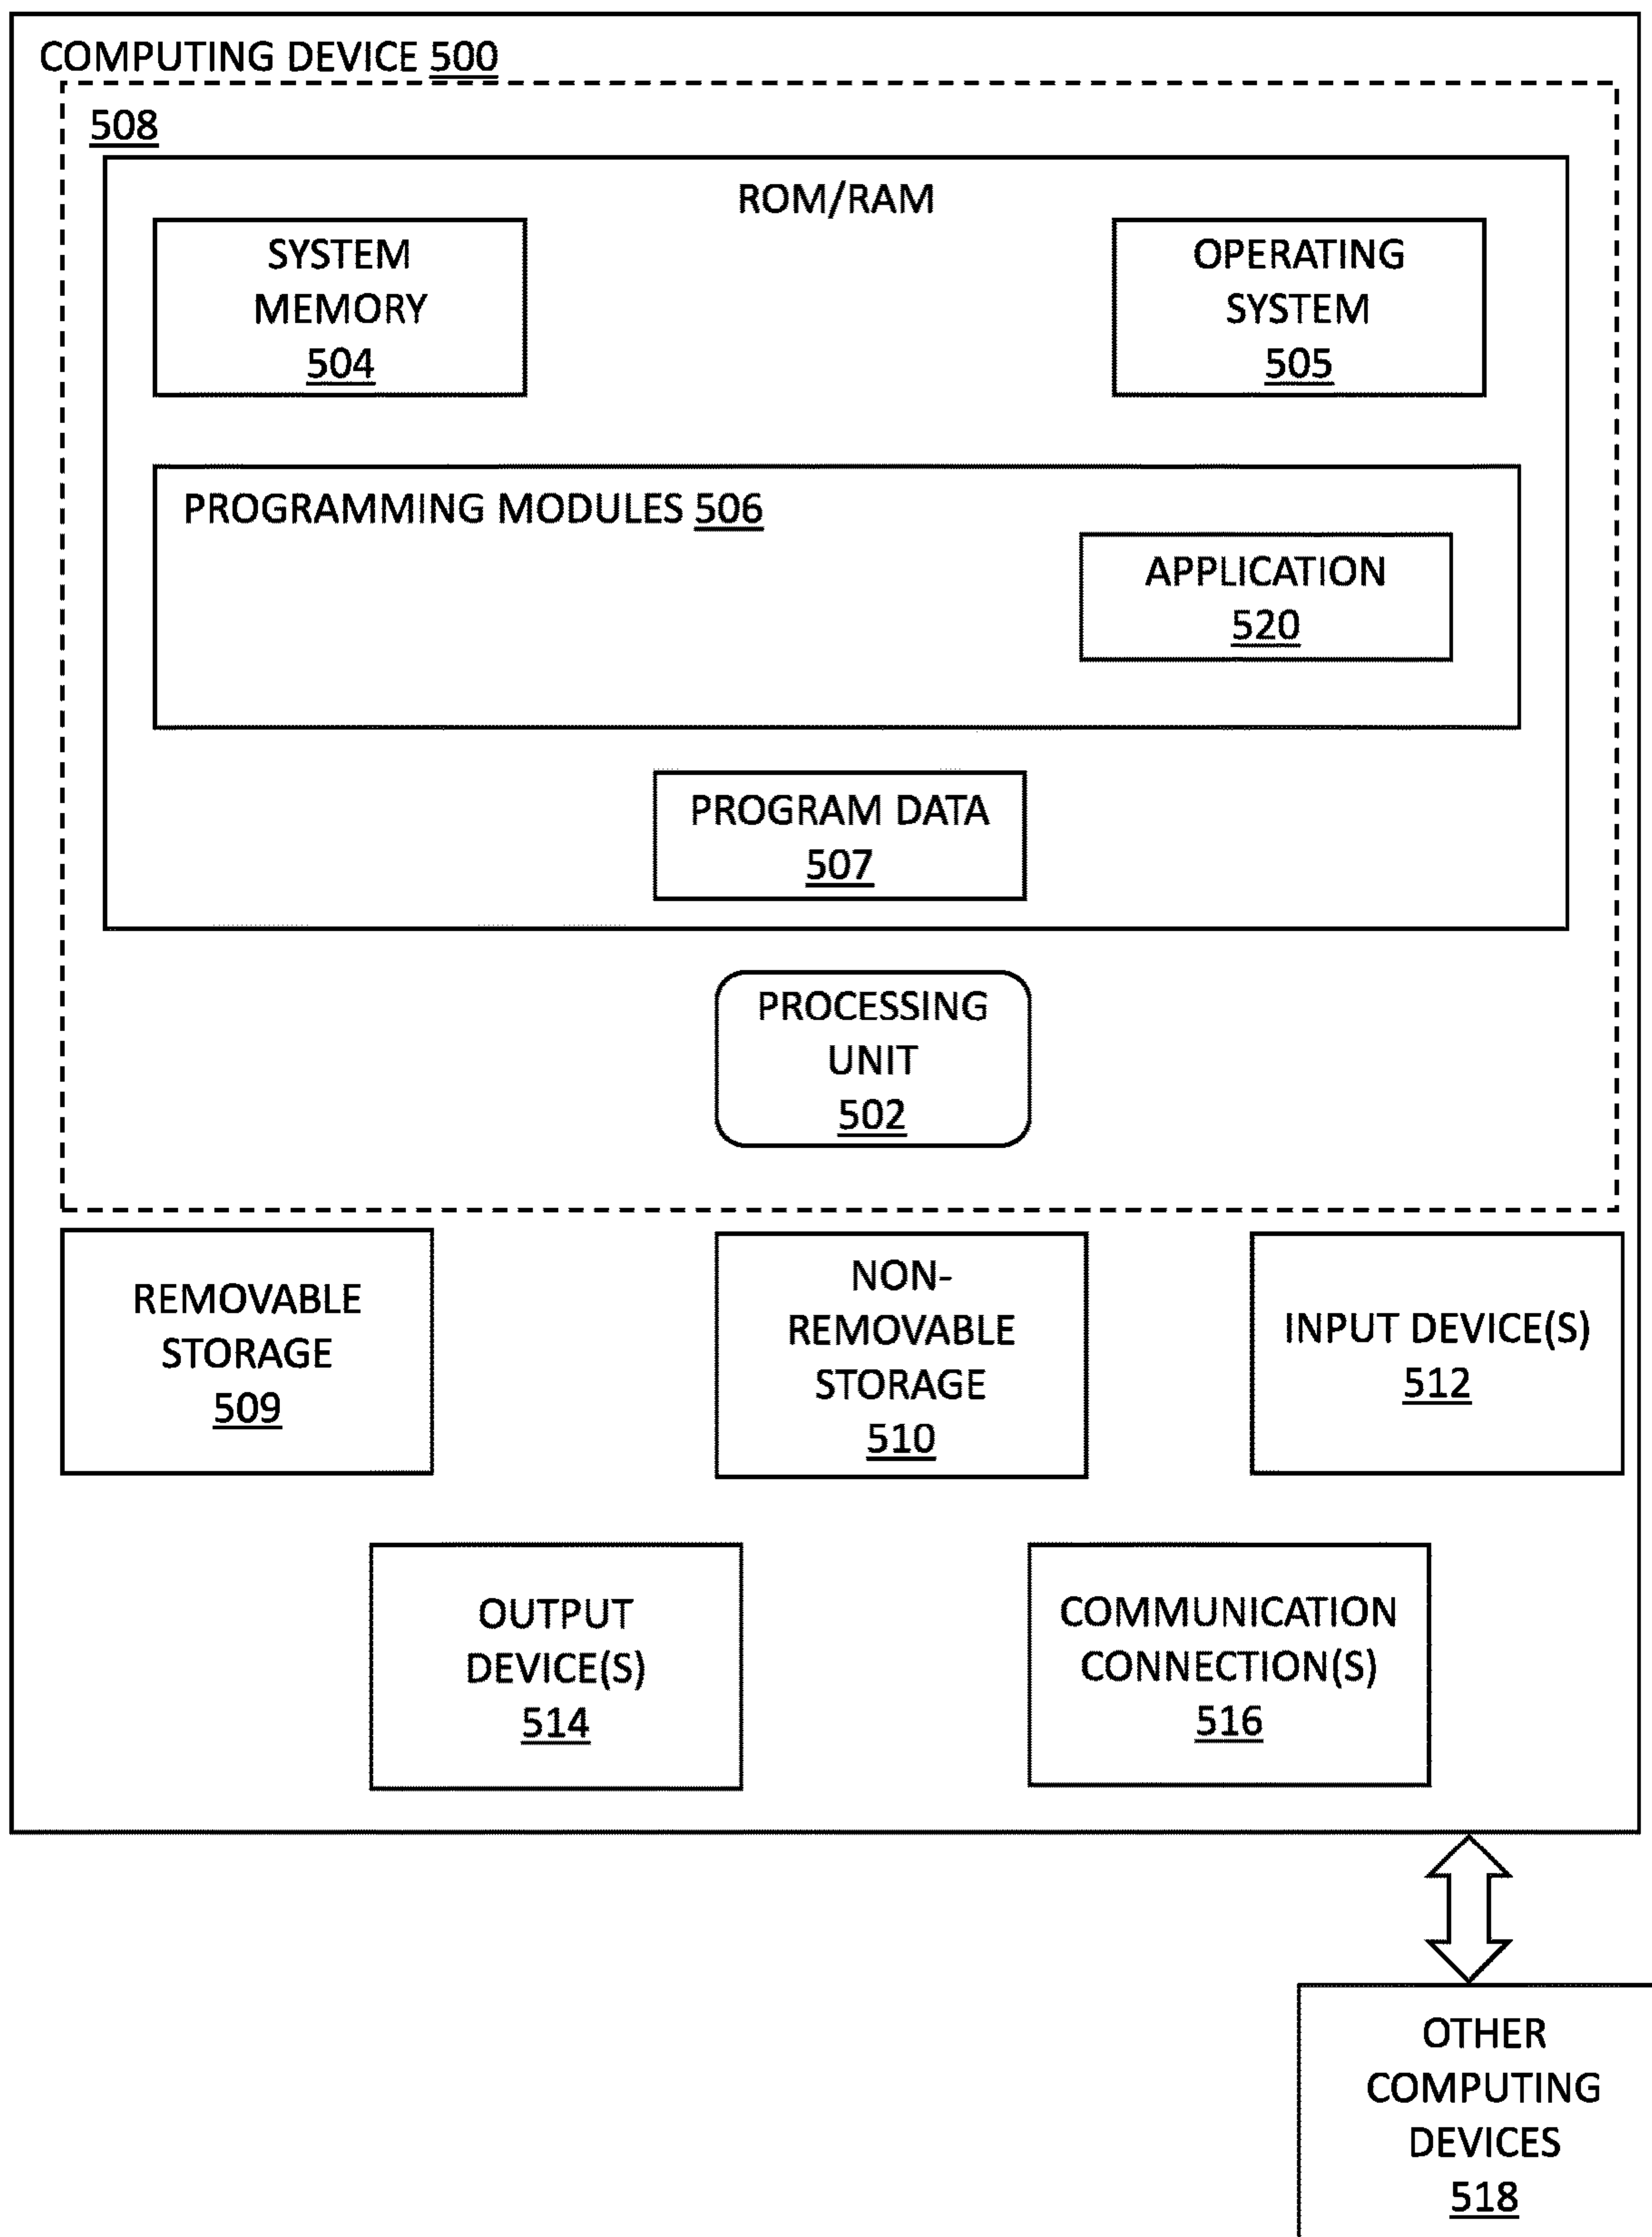 COMPUTING DEVICE 500
508
ROM/RAM
SYSTEM
MEMORY
504
OPERATING
SYSTEM
505
PROGRAMMING MODULES 506
APPLICATION
520
PROGRAM DATA
507
PROCESSING
UNIT
502
REMOVABLE
STORAGE
509
NON-
REMOVABLE
STORAGE
510
INPUT DEVICE(S)
512
OUTPUT
DEVICE(S)
514
COMMUNICATION
CONNECTION(S)
516
OTHER
COMPUTING
DEVICES
518